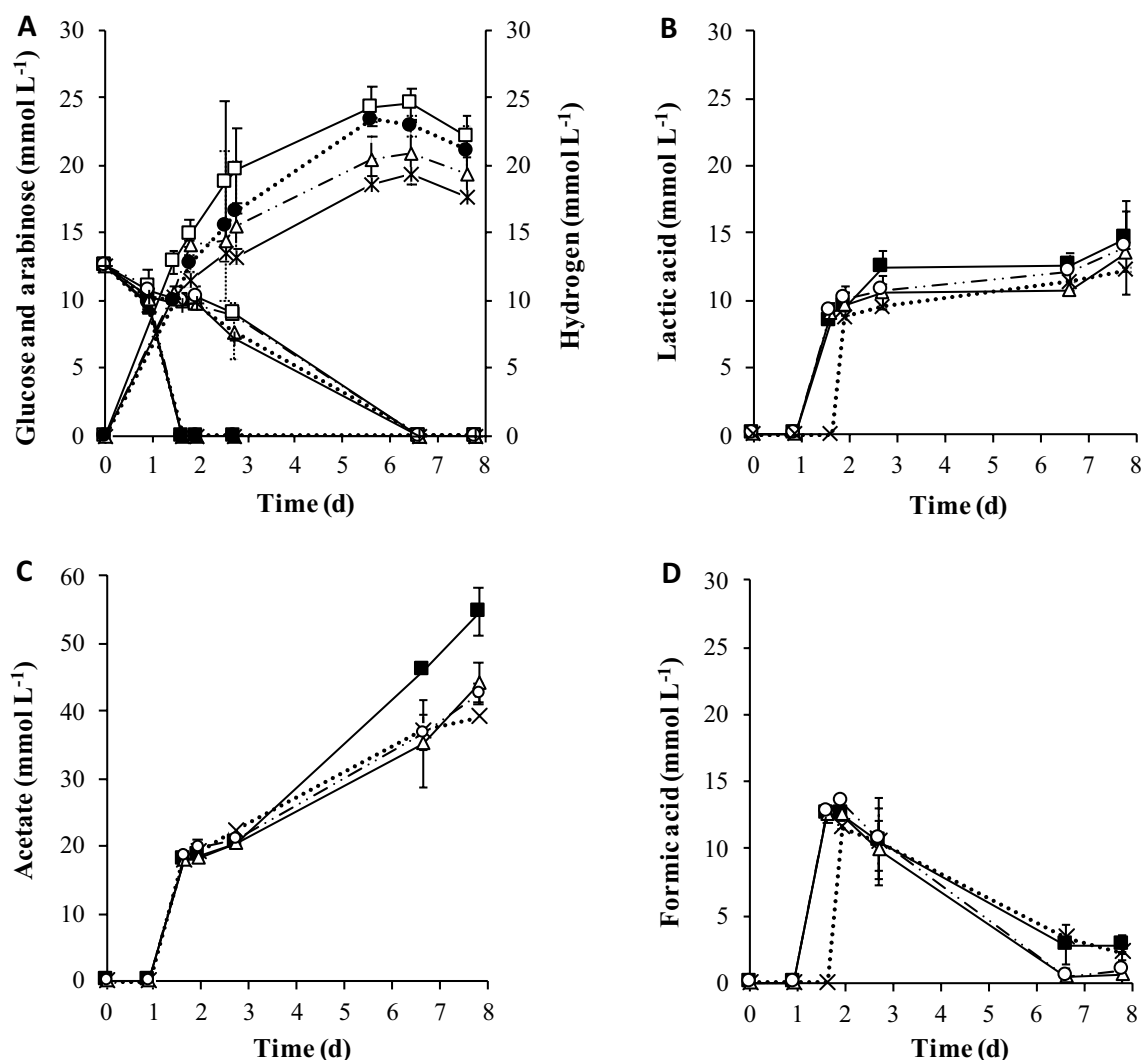 A
30
25
20
15
10
5
0
Glucose and arabinose (mmol L-1)
30
25
20
15
10
5
0
Hydrogen (mmol L-1)
0 1 2 3 4 5 6 7 8
Time (d)
B
30
25
20
15
10
5
0
Lactic acid (mmol L-1)
0 1 2 3 4 5 6 7 8
Time (d)
C
60
50
40
30
20
10
0
Acetate (mmol L-1)
0 1 2 3 4 5 6 7 8
Time (d)
D
30
25
20
15
10
5
0
Formic acid (mmol L-1)
0 1 2 3 4 5 6 7 8
Time (d)